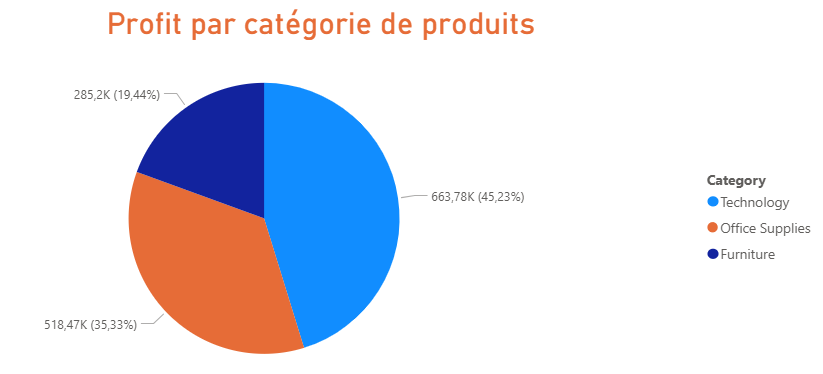 Profit par catégorie de produits
285,2K (19,44%)
663,78K (45,23%)
518,47K (35,33%)
Category
Technology
Office Supplies
Furniture